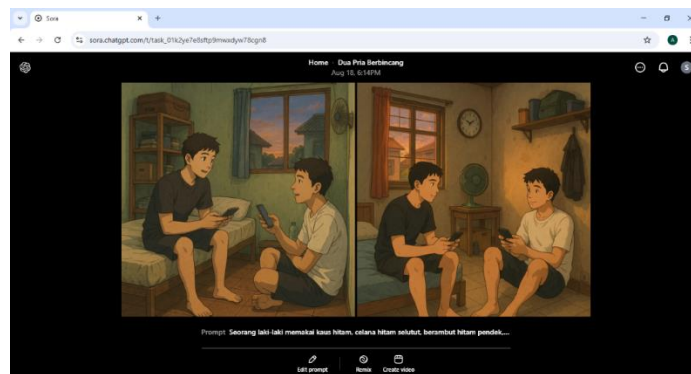 Sora
sora.chatgpt.com/t/task_01k2ye7e8sftp9mwxdyw78cgn8
Home Dua Pria Berbincang
Aug 18, 6:14PM
Prompt Seorang laki-laki memakai kaus hitam, celana hitam selutut, berambut hitam pendek,...
Edit prompt Remix Create video